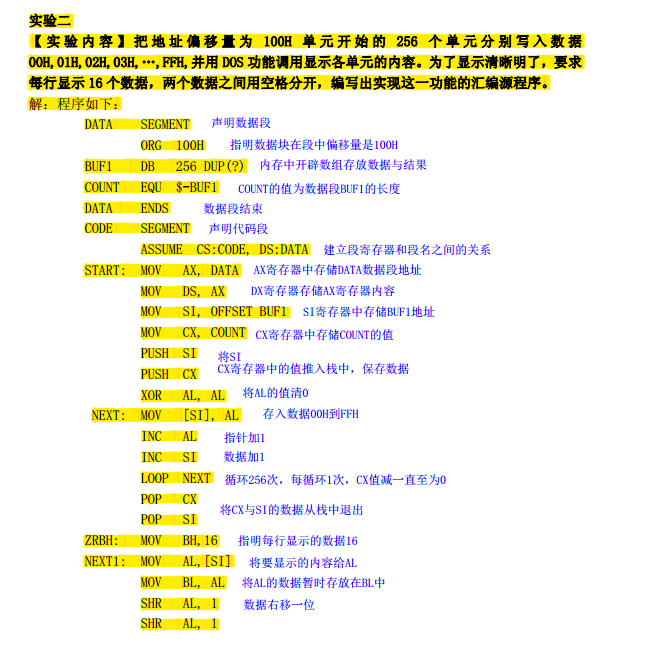 实验二
【实验内容】把地址偏移量为 100H 单元开始的 256 个单元分别写入数据
00H,01H,02H,03H,…,FFH,并用DOS功能调用显示各单元的内容。为了显示清晰明了，要求
每行显示16个数据，两个数据之间用空格分开，编写出实现这一功能的汇编源程序。
解：程序如下：
DATA SEGMENT 声明数据段
ORG 100H 指明数据块在段中偏移量是100H
BUF1 DB 256 DUP(?) 内存中开辟数组存放数据与结果
COUNT EQU $-BUF1 COUNT的值为数据段BUF1的长度
DATA ENDS 数据段结束
CODE SEGMENT 声明代码段
ASSUME CS:CODE, DS:DATA 建立段寄存器和段名之间的关系
START: MOV AX, DATA AX寄存器中存储DATA数据段地址
MOV DS, AX DX寄存器存储AX寄存器内容
MOV SI, OFFSET BUF1 SI寄存器中存储BUF1地址
MOV CX, COUNT CX寄存器中存储COUNT的值
PUSH SI 将SI
PUSH CX CX寄存器中的值推入栈中，保存数据
XOR AL, AL 将AL的值清0
NEXT: MOV [SI], AL 存入数据00H到FFH
INC AL 指针加1
INC SI 数据加1
LOOP NEXT 循环256次，每循环1次，CX值减一直至为0
POP CX 将CX与SI的数据从栈中退出
POP SI
ZRBH: MOV BH,16 指明每行显示的数据16
NEXT1: MOV AL,[SI] 将要显示的内容给AL
MOV BL, AL 将AL的数据暂时存放在BL中
SHR AL, 1 数据右移一位
SHR AL, 1